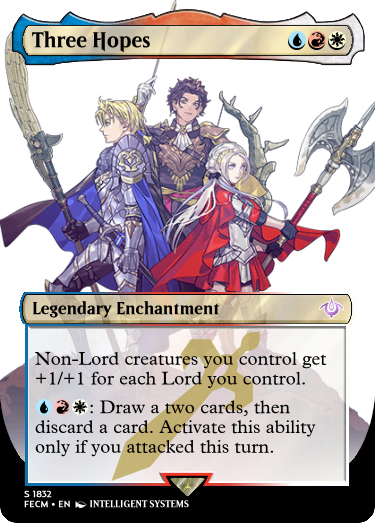 Three Hopes
Legendary Enchantment
Non-Lord creatures you control get
+1/+1 for each Lord you control.
: Draw a two cards, then
discard a card. Activate this ability
only if you attacked this turn.
S 1832
FECM • EN INTELLIGENT SYSTEMS